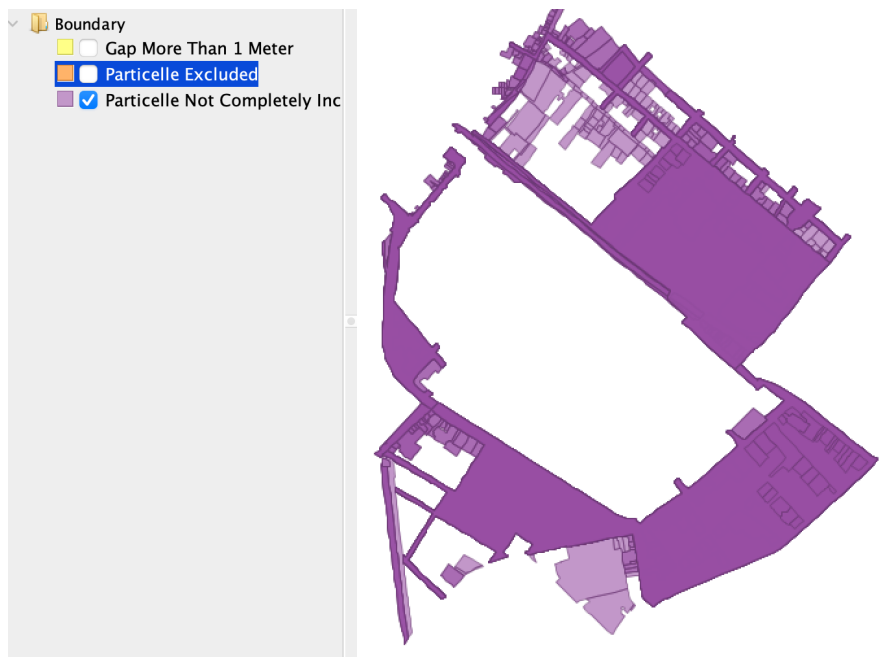 Boundary
Gap More Than 1 Meter
Particelle Excluded
Particelle Not Completely Inc